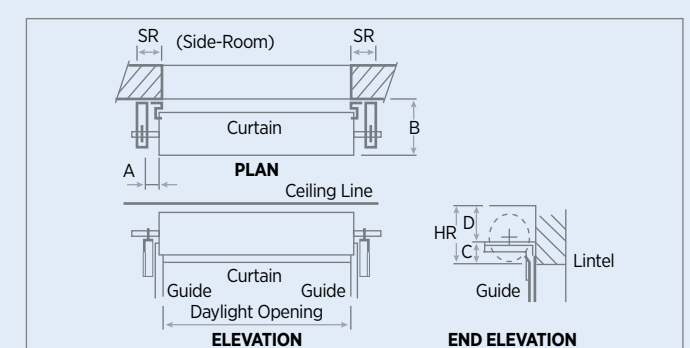 SR (Side-Room) SR
Curtain
B
A
PLAN
Ceiling Line
HR
D
C
Lintel
Curtain
Guide Guide
Guide
Daylight Opening
ELEVATION
END ELEVATION